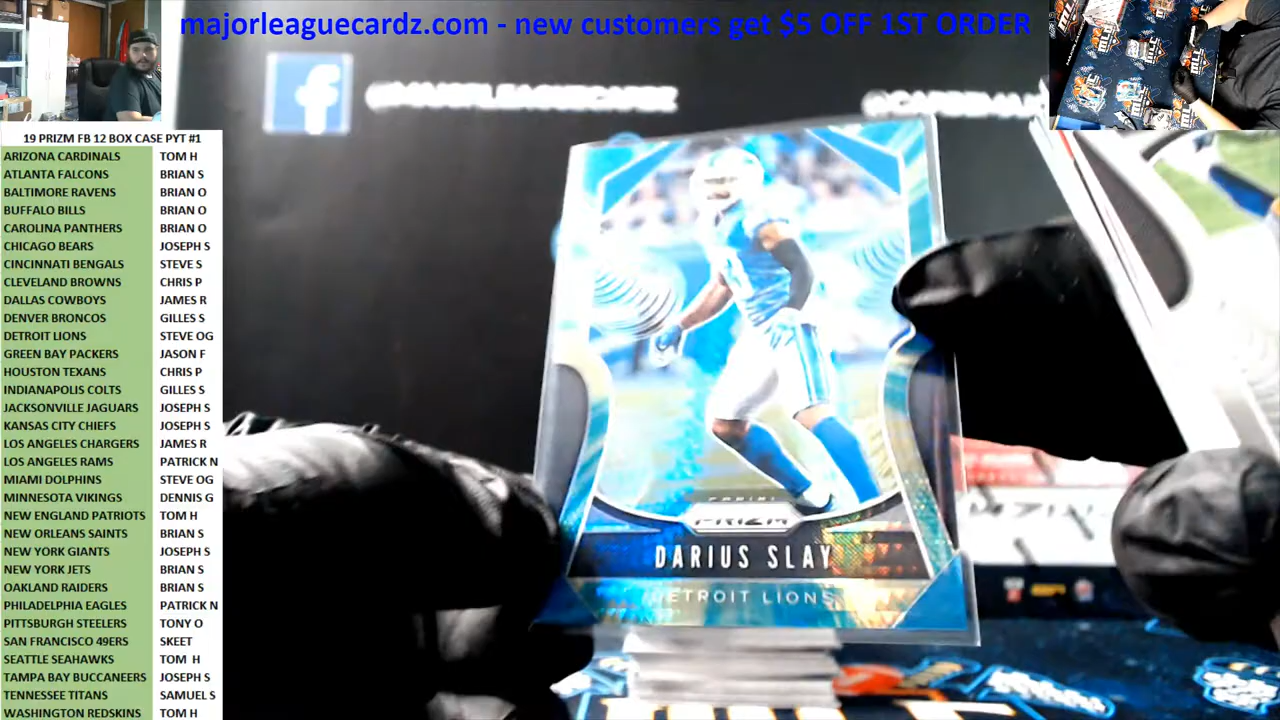 majorleaguecardz.com - new customers get $5 OFF 1ST ORDER
@MAJORLEAGUECARDZ
19 PRIZM FB 12 BOX CASE PYT #1
ARIZONA CARDINALS TOM H
ATLANTA FALCONS BRIAN S
BALTIMORE RAVENS BRIAN O
BUFFALO BILLS BRIAN O
CAROLINA PANTHERS BRIAN O
CHICAGO BEARS JOSEPH S
CINCINNATI BENGALS STEVE S
CLEVELAND BROWNS CHRIS P
DALLAS COWBOYS JAMES R
DENVER BRONCOS GILLES S
DETROIT LIONS STEVE OG
GREEN BAY PACKERS JASON F
HOUSTON TEXANS CHRIS P
INDIANAPOLIS COLTS GILLES S
JACKSONVILLE JAGUARS JOSEPH S
KANSAS CITY CHIEFS JOSEPH S
LOS ANGELES CHARGERS JAMES R
LOS ANGELES RAMS PATRICK N
MIAMI DOLPHINS STEVE OG
MINNESOTA VIKINGS DENNIS G
NEW ENGLAND PATRIOTS TOM H
NEW ORLEANS SAINTS BRIAN S
NEW YORK GIANTS JOSEPH S
NEW YORK JETS BRIAN S
OAKLAND RAIDERS BRIAN S
PHILADELPHIA EAGLES PATRICK N
PITTSBURGH STEELERS TONY O
SAN FRANCISCO 49ERS SKEET
SEATTLE SEAHAWKS TOM H
TAMPA BAY BUCCANEERS JOSEPH S
TENNESSEE TITANS SAMUEL S
WASHINGTON REDSKINS TOM H
PANINI
PRIZM
DARIUS SLAY
DETROIT LIONS